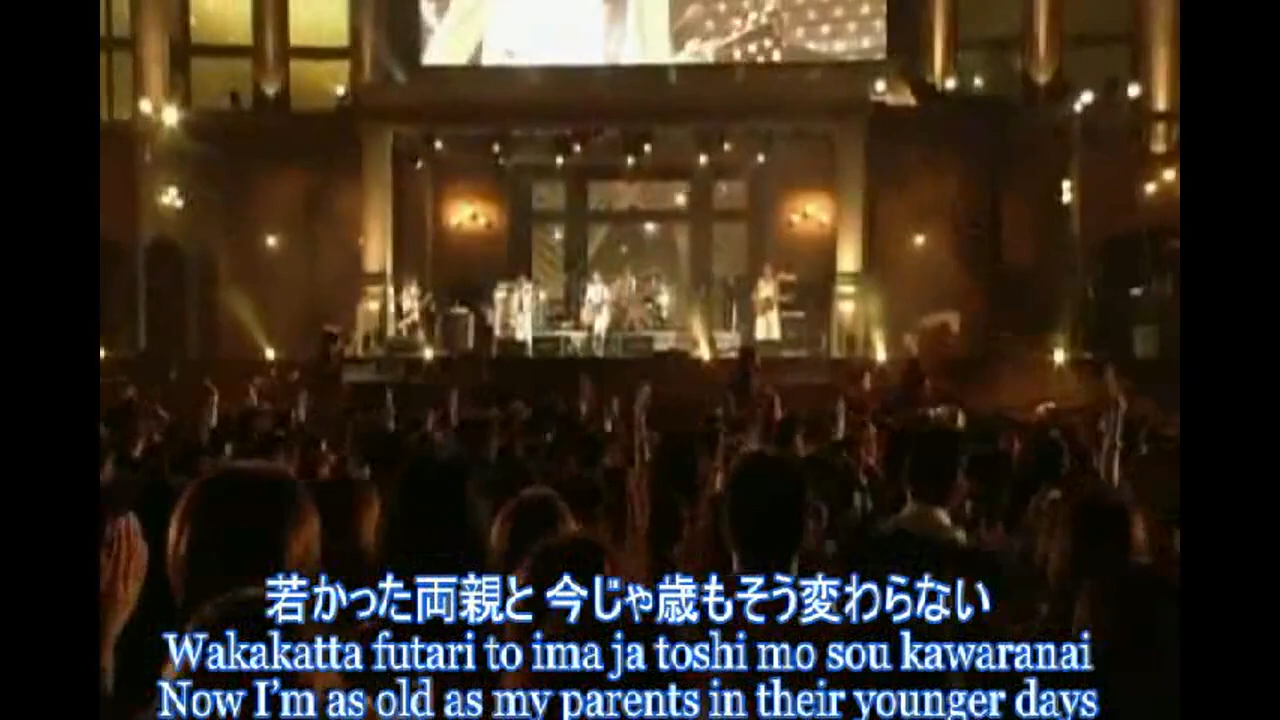 若かった両親と 今じゃ歳もそう変わらない
Wakakatta futari to ima ja toshi mo sou kawaranai
Now I'm as old as my parents in their younger days